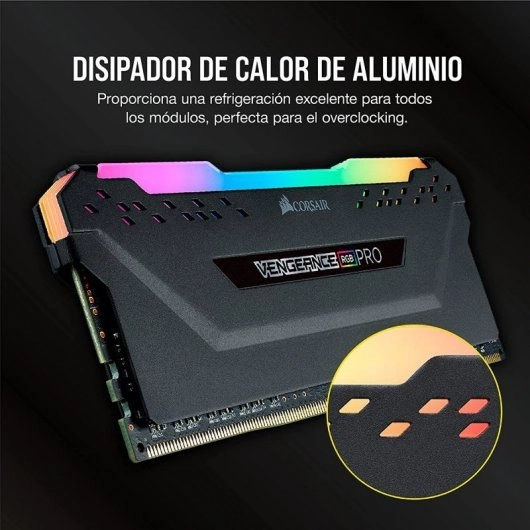 DISIPADOR DE CALOR DE ALUMINIO
Proporciona una refrigeración excelente para todos
los módulos, perfecta para el overclocking.
CORSAIR
VENGEANCE RGB PRO